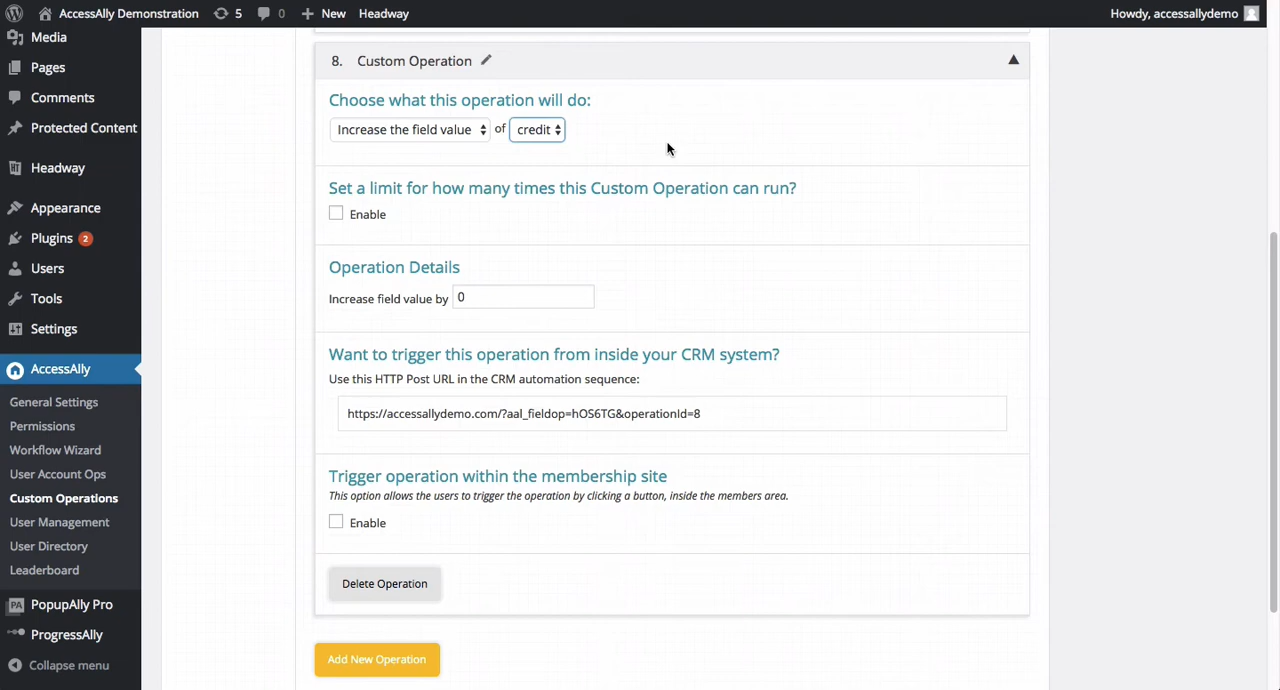 AccessAlly Demonstration 5 0 New Headway Howdy, accessallydemo
Media
Pages
Comments
Protected Content
Headway
Appearance
Plugins 2
Users
Tools
Settings
AccessAlly
General Settings
Permissions
Workflow Wizard
User Account Ops
Custom Operations
User Management
User Directory
Leaderboard
PA PopupAlly Pro
ProgressAlly
Collapse menu
8. Custom Operation
Choose what this operation will do:
Increase the field value of credit
Set a limit for how many times this Custom Operation can run?
Enable
Operation Details
Increase field value by 0
Want to trigger this operation from inside your CRM system?
Use this HTTP Post URL in the CRM automation sequence:
https://accessallydemo.com/?aal_fieldop=hOS6TG&operationId=8
Trigger operation within the membership site
This option allows the users to trigger the operation by clicking a button, inside the members area.
Enable
Delete Operation
Add New Operation